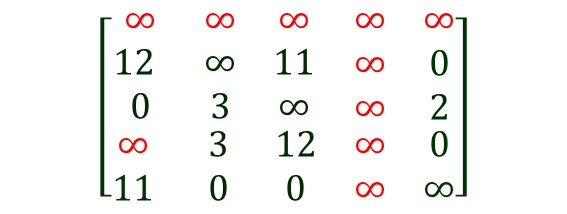 ∞ ∞ ∞ ∞ ∞
12 ∞ 11 ∞ 0
0 3 ∞ ∞ 2
∞ 3 12 ∞ 0
11 0 0 ∞ ∞